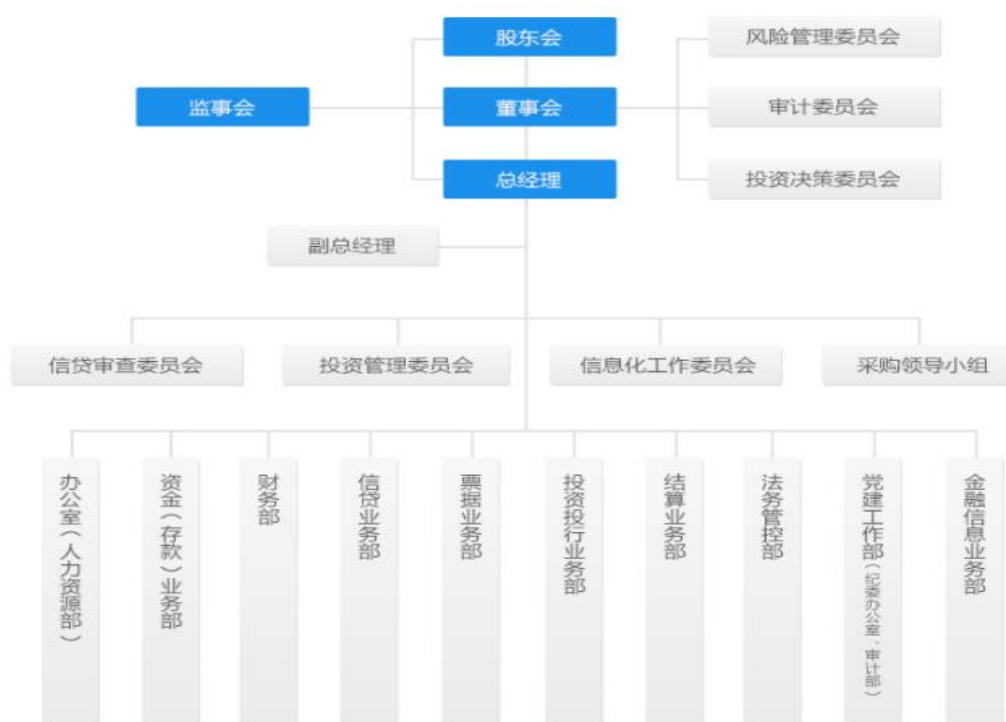 股东会
风险管理委员会
监事会
董事会
审计委员会
总经理
投资决策委员会
副总经理
信贷审查委员会
投资管理委员会
信息化工作委员会
采购领导小组
办公室（人力资源部）
资金（存款）业务部
财务部
信贷业务部
票据业务部
投资投行业务部
结算业务部
法务管控部
党建工作部（纪委办公室、审计部）
金融信息业务部